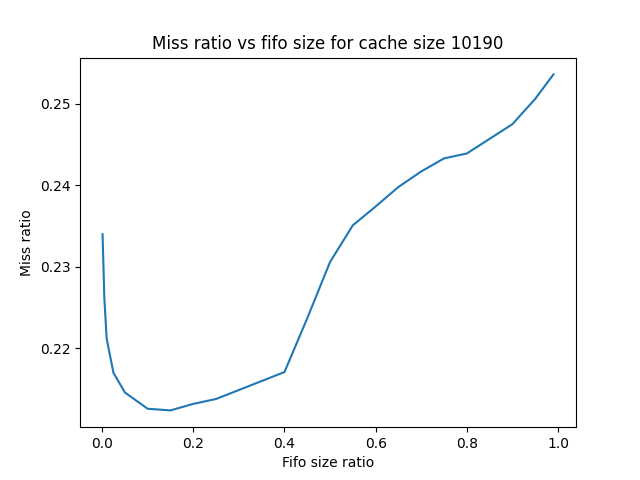 Miss ratio vs fifo size for cache size 10190
Miss ratio
0.25
0.24
0.23
0.22
0.0 0.2 0.4 0.6 0.8 1.0
Fifo size ratio